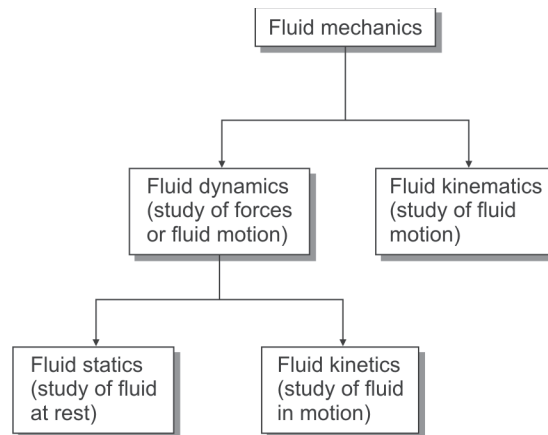 Fluid mechanics
Fluid dynamics
(study of forces
or fluid motion)
Fluid kinematics
(study of fluid
motion)
Fluid statics
(study of fluid
at rest)
Fluid kinetics
(study of fluid
in motion)